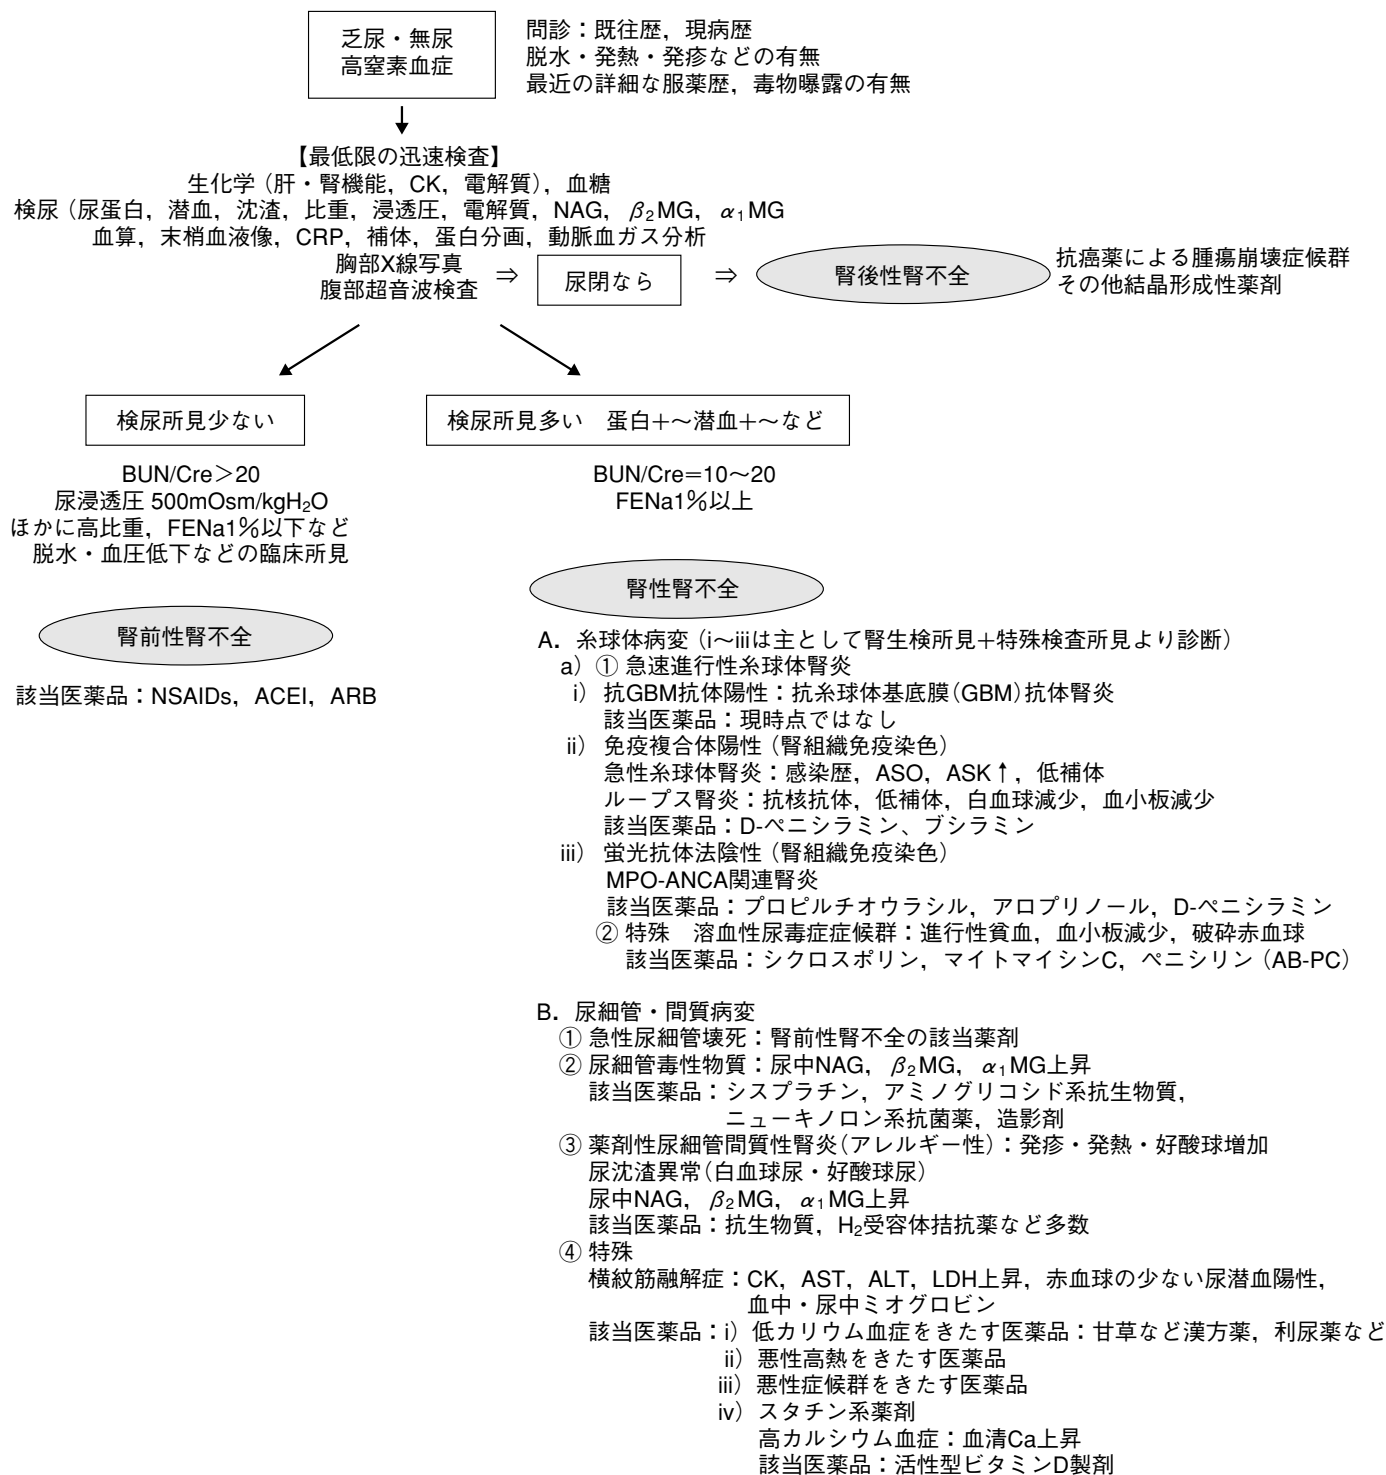 乏尿・無尿
高窒素血症
問診：既往歴，現病歴
脱水・発熱・発疹などの有無
最近の詳細な服薬歴，毒物曝露の有無
【最低限の迅速検査】
生化学（肝・腎機能，CK，電解質），血糖
検尿（尿蛋白，潜血，沈渣，比重，浸透圧，電解質，NAG，β₂MG，α₁MG
血算，末梢血液像，CRP，補体，蛋白分画，動脈血ガス分析
胸部X線写真
腹部超音波検査
⇒
尿閉なら
⇒
腎後性腎不全
抗癌薬による腫瘍崩壊症候群
その他結晶形成性薬剤
検尿所見少ない
BUN/Cre＞20
尿浸透圧 500mOsm/kgH₂O
ほかに高比重，FENa1％以下など
脱水・血圧低下などの臨床所見
腎前性腎不全
該当医薬品：NSAIDs，ACEI，ARB
検尿所見多い　蛋白＋～潜血＋～など
BUN/Cre＝10～20
FENa1％以上
腎性腎不全
A．糸球体病変（i～iiiは主として腎生検所見＋特殊検査所見より診断）
a）① 急速進行性糸球体腎炎
i）抗GBM抗体陽性：抗糸球体基底膜（GBM）抗体腎炎
該当医薬品：現時点ではなし
ii）免疫複合体陽性（腎組織免疫染色）
急性糸球体腎炎：感染歴，ASO，ASK↑，低補体
ループス腎炎：抗核抗体，低補体，白血球減少，血小板減少
該当医薬品：D-ペニシラミン、ブシラミン
iii）蛍光抗体法陰性（腎組織免疫染色）
MPO-ANCA関連腎炎
該当医薬品：プロピルチオウラシル，アロプリノール，D-ペニシラミン
② 特殊　溶血性尿毒症症候群：進行性貧血，血小板減少，破砕赤血球
該当医薬品：シクロスポリン，マイトマイシンC，ペニシリン（AB-PC）
B．尿細管・間質病変
① 急性尿細管壊死：腎前性腎不全の該当薬剤
② 尿細管毒性物質：尿中NAG，β₂MG，α₁MG上昇
該当医薬品：シスプラチン，アミノグリコシド系抗生物質，
ニューキノロン系抗菌薬，造影剤
③ 薬剤性尿細管間質性腎炎（アレルギー性）：発疹・発熱・好酸球増加
尿沈渣異常（白血球尿・好酸球尿）
尿中NAG，β₂MG，α₁MG上昇
該当医薬品：抗生物質，H₂受容体拮抗薬など多数
④ 特殊
横紋筋融解症：CK，AST，ALT，LDH上昇，赤血球の少ない尿潜血陽性，
血中・尿中ミオグロビン
該当医薬品：i）低カリウム血症をきたす医薬品：甘草など漢方薬，利尿薬など
ii）悪性高熱をきたす医薬品
iii）悪性症候群をきたす医薬品
iv）スタチン系薬剤
高カルシウム血症：血清Ca上昇
該当医薬品：活性型ビタミンD製剤